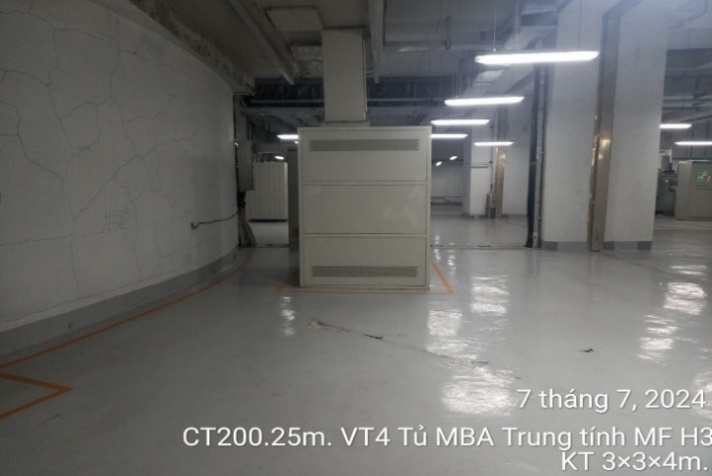 7 tháng 7, 2024
CT200.25m. VT4 Tủ MBA Trung tính MF H3
KT 3×3×4m.